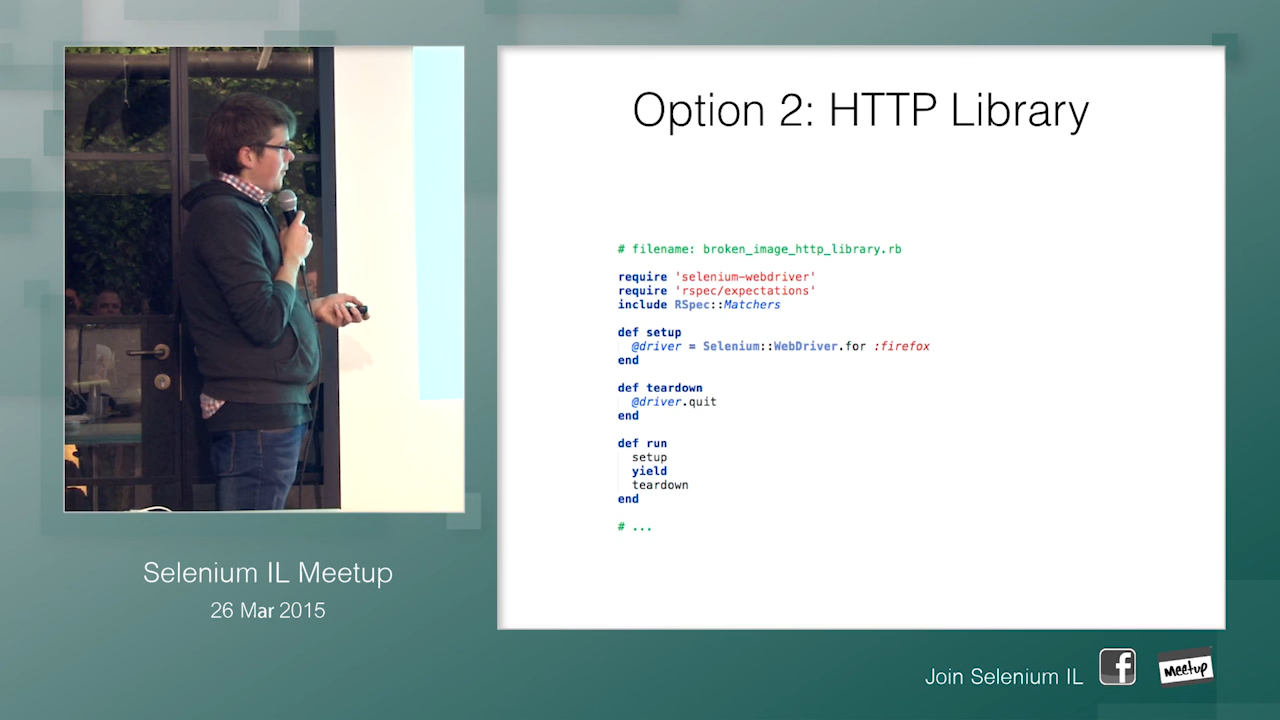 Option 2: HTTP Library
# filename: broken_image_http_library.rb
require 'selenium-webdriver'
require 'rspec/expectations'
include RSpec::Matchers
def setup
@driver = Selenium::WebDriver.for :firefox
end
def teardown
@driver.quit
end
def run
setup
yield
teardown
end
# ...
Selenium IL Meetup
26 Mar 2015
Join Selenium IL
f
Meetup